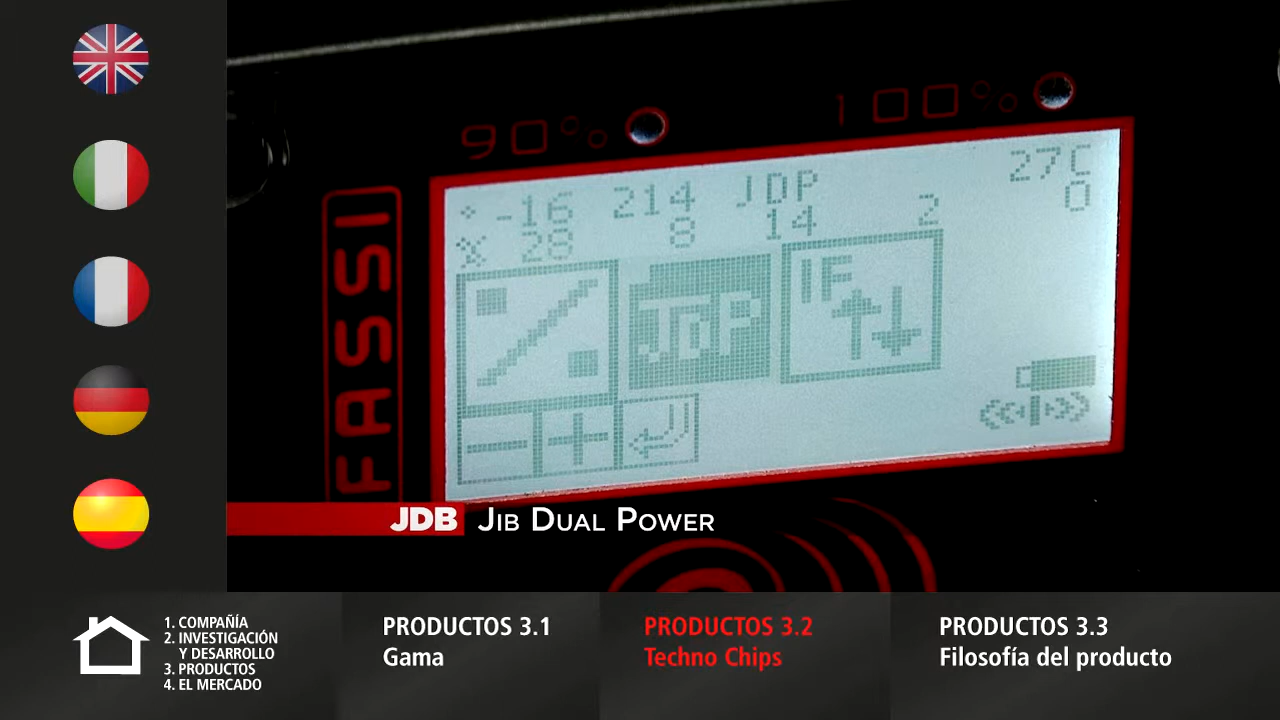 90% 100%
FASSI
-16 214 JDP 27C
% 28 8 14 2 0
JDP
IF
JDB JIB DUAL POWER
1. COMPAÑÍA
2. INVESTIGACIÓN
Y DESARROLLO
3. PRODUCTOS
4. EL MERCADO
PRODUCTOS 3.1
Gama
PRODUCTOS 3.2
Techno Chips
PRODUCTOS 3.3
Filosofía del producto